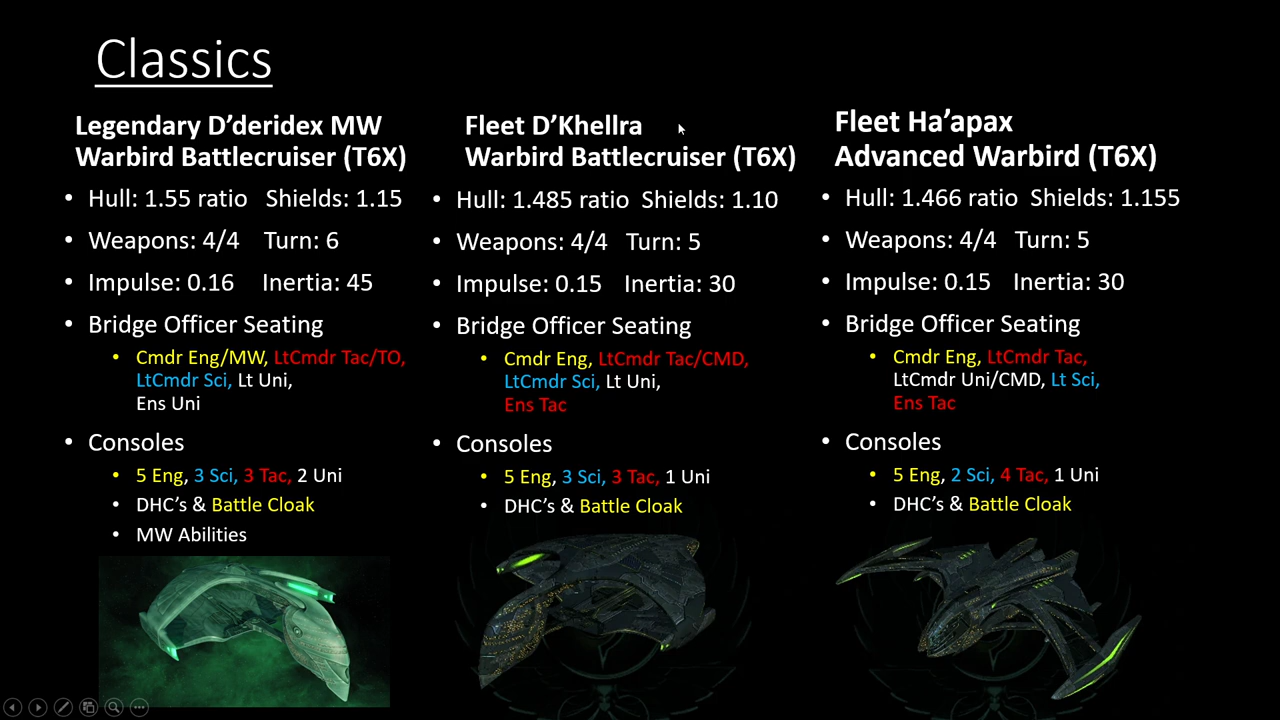 Classics
Legendary D’deridex MW
Warbird Battlecruiser (T6X)
• Hull: 1.55 ratio Shields: 1.15
• Weapons: 4/4 Turn: 6
• Impulse: 0.16 Inertia: 45
• Bridge Officer Seating
• Cmdr Eng/MW, LtCmdr Tac/TO,
LtCmdr Sci, Lt Uni,
Ens Uni
• Consoles
• 5 Eng, 3 Sci, 3 Tac, 2 Uni
• DHC’s & Battle Cloak
• MW Abilities
Fleet D’Khellra
Warbird Battlecruiser (T6X)
• Hull: 1.485 ratio Shields: 1.10
• Weapons: 4/4 Turn: 5
• Impulse: 0.15 Inertia: 30
• Bridge Officer Seating
• Cmdr Eng, LtCmdr Tac/CMD,
LtCmdr Sci, Lt Uni,
Ens Tac
• Consoles
• 5 Eng, 3 Sci, 3 Tac, 1 Uni
• DHC’s & Battle Cloak
Fleet Ha’apax
Advanced Warbird (T6X)
• Hull: 1.466 ratio Shields: 1.155
• Weapons: 4/4 Turn: 5
• Impulse: 0.15 Inertia: 30
• Bridge Officer Seating
• Cmdr Eng, LtCmdr Tac,
LtCmdr Uni/CMD, Lt Sci,
Ens Tac
• Consoles
• 5 Eng, 2 Sci, 4 Tac, 1 Uni
• DHC’s & Battle Cloak